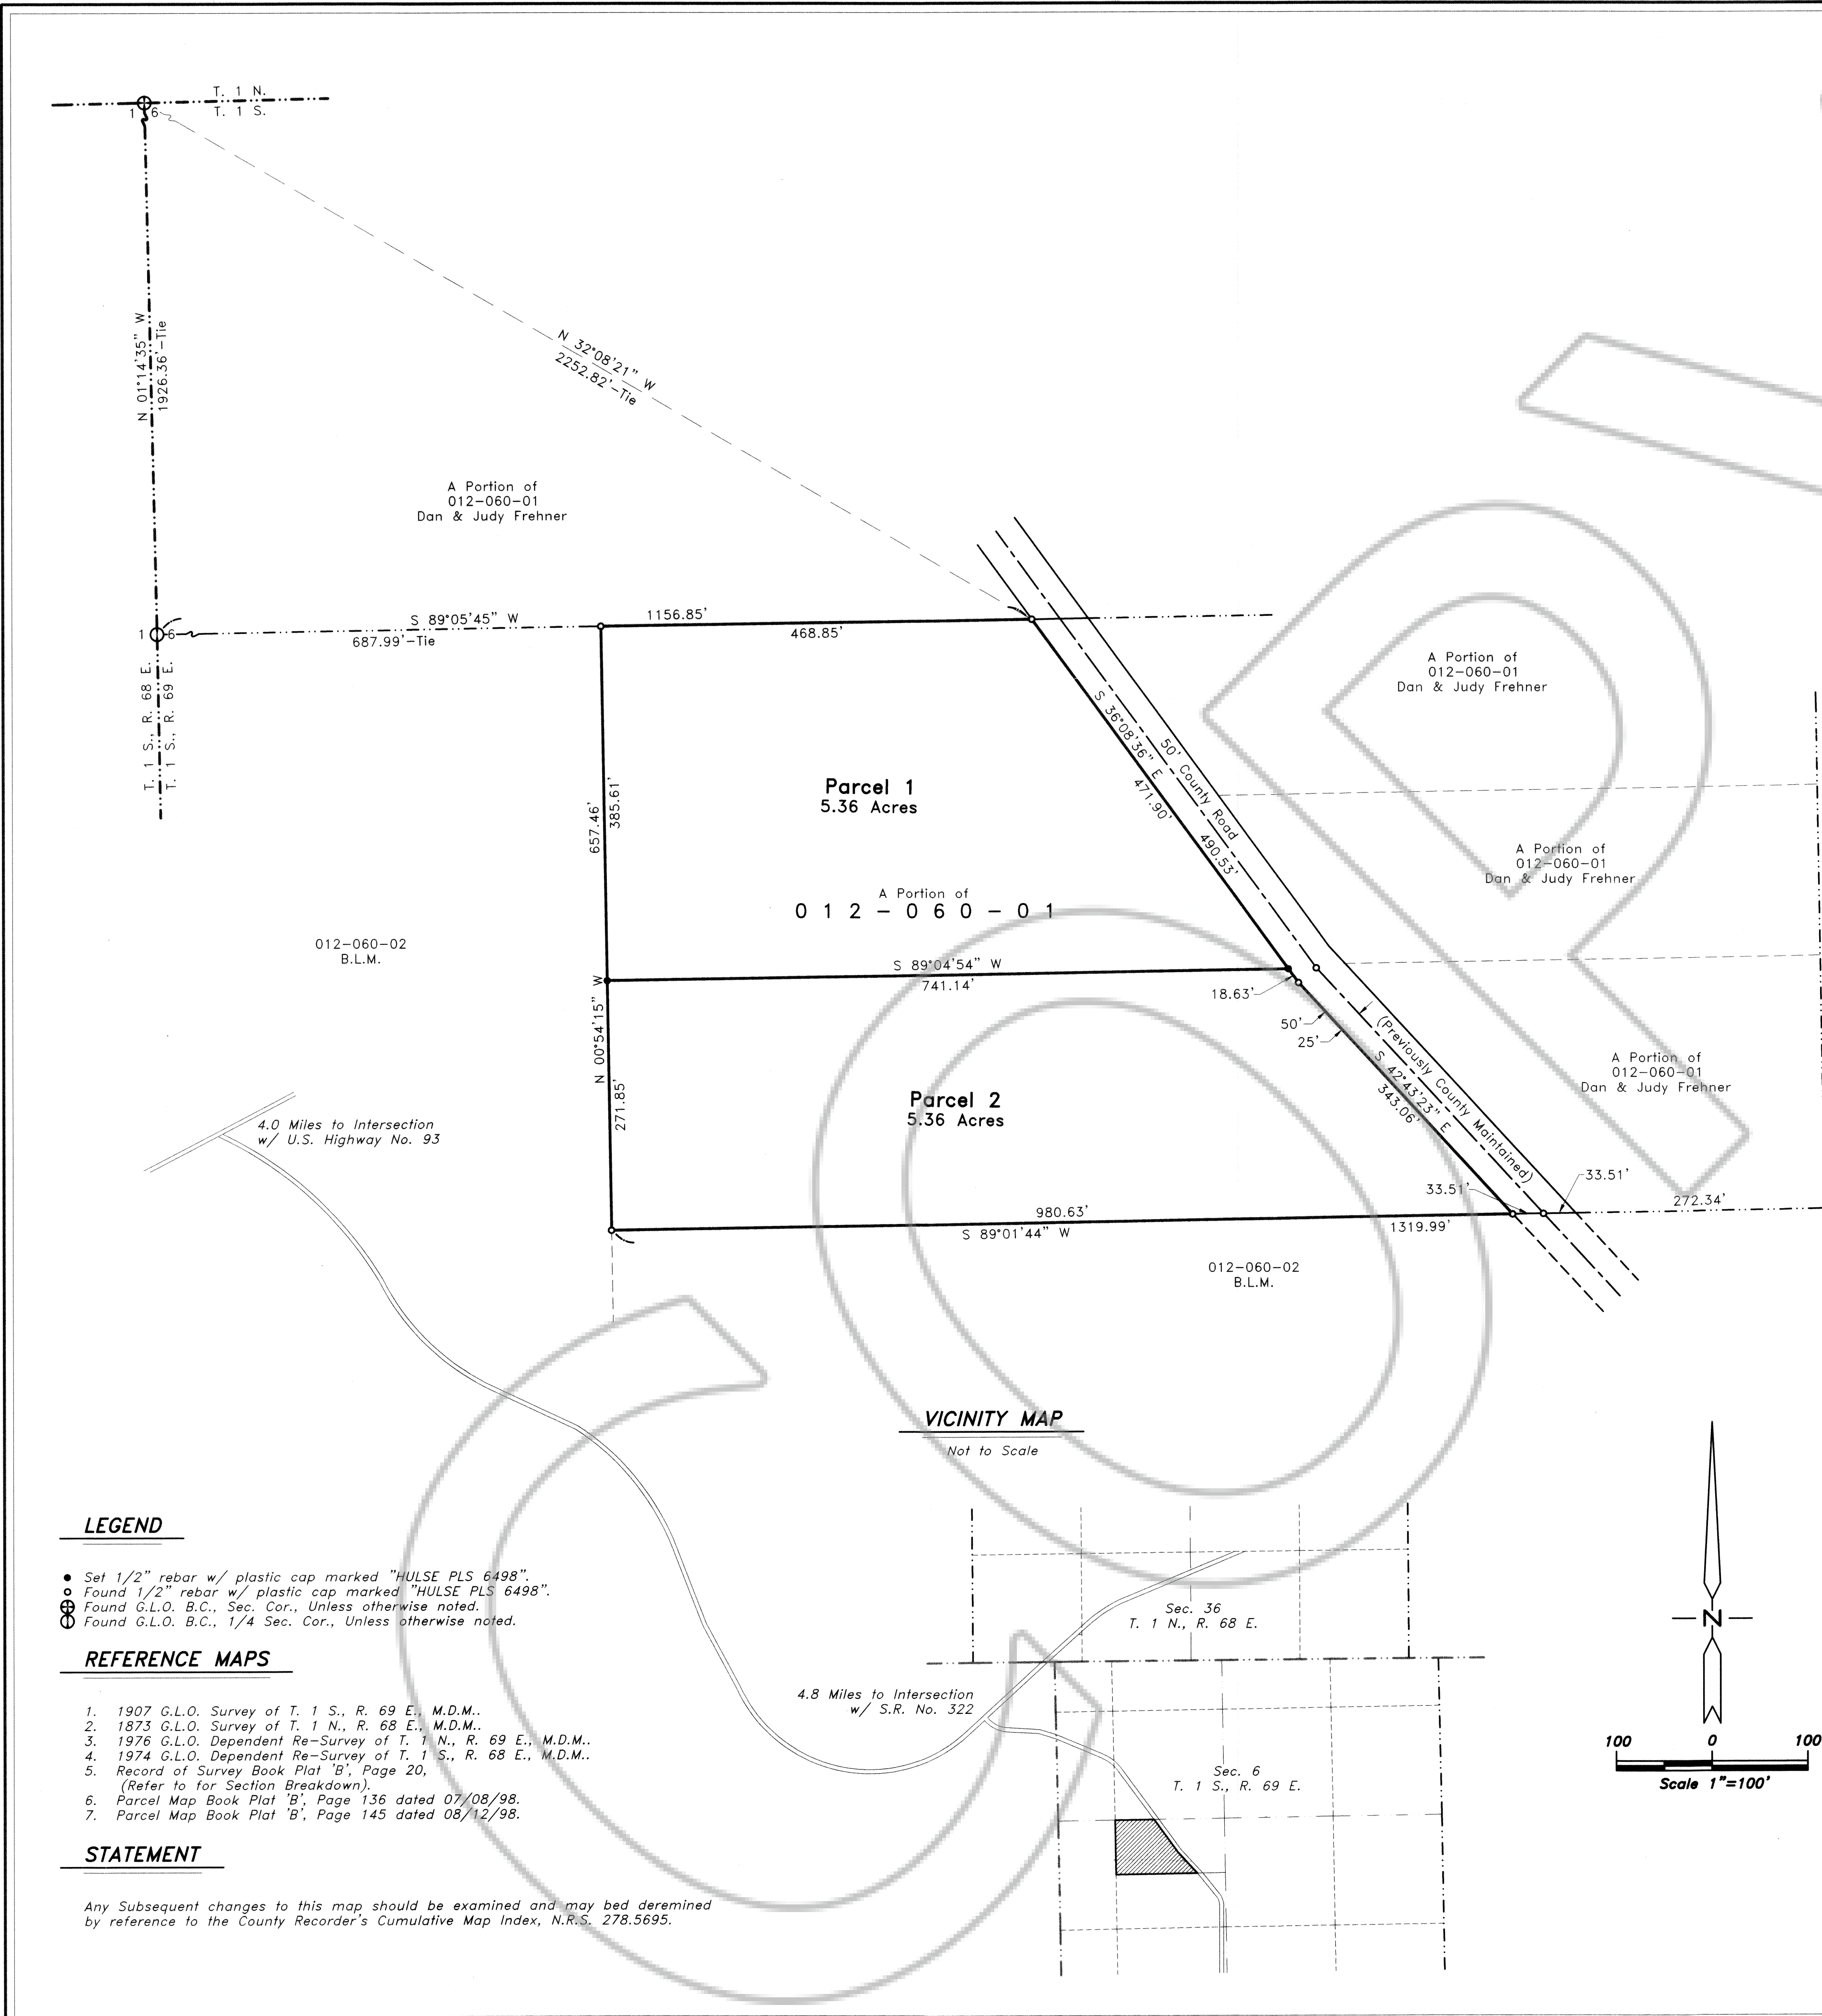 T. 1 N.
T. 1 S.
1 6
N 01°14'35" W
1926.36'-Tie
N 32°08'21" W
2252.82'-Tie
A Portion of
012-060-01
Dan & Judy Frehner
S 89°05'45" W
687.99'-Tie
1156.85'
468.85'
1 6
T. 1 S., R. 68 E.
T. 1 S., R. 69 E.
A Portion of
012-060-01
Dan & Judy Frehner
S 36°08'36" E
471.90'
490.53'
50' County Road
Parcel 1
5.36 Acres
657.46'
385.61'
A Portion of
012-060-01
A Portion of
012-060-01
Dan & Judy Frehner
012-060-02
B.L.M.
S 89°04'54" W
741.14'
18.63'
50'
25'
(Previously County Maintained)
S 42°43'23" E
343.06'
A Portion of
012-060-01
Dan & Judy Frehner
N 00°54'15" W
271.85'
Parcel 2
5.36 Acres
4.0 Miles to Intersection
w/ U.S. Highway No. 93
33.51'
33.51'
272.34'
980.63'
S 89°01'44" W
1319.99'
012-060-02
B.L.M.
VICINITY MAP
Not to Scale
LEGEND
Set 1/2" rebar w/ plastic cap marked "HULSE PLS 6498".
Found 1/2" rebar w/ plastic cap marked "HULSE PLS 6498".
Found G.L.O. B.C., Sec. Cor., Unless otherwise noted.
Found G.L.O. B.C., 1/4 Sec. Cor., Unless otherwise noted.
REFERENCE MAPS
1. 1907 G.L.O. Survey of T. 1 S., R. 69 E., M.D.M..
2. 1873 G.L.O. Survey of T. 1 N., R. 68 E., M.D.M..
3. 1976 G.L.O. Dependent Re-Survey of T. 1 N., R. 69 E., M.D.M..
4. 1974 G.L.O. Dependent Re-Survey of T. 1 S., R. 68 E., M.D.M..
5. Record of Survey Book Plat 'B', Page 20,
(Refer to for Section Breakdown).
6. Parcel Map Book Plat 'B', Page 136 dated 07/08/98.
7. Parcel Map Book Plat 'B', Page 145 dated 08/12/98.
STATEMENT
Any Subsequent changes to this map should be examined and may bed deremined
by reference to the County Recorder's Cumulative Map Index, N.R.S. 278.5695.
Sec. 36
T. 1 N., R. 68 E.
4.8 Miles to Intersection
w/ S.R. No. 322
Sec. 6
T. 1 S., R. 69 E.
N
100 0 100
Scale 1"=100'